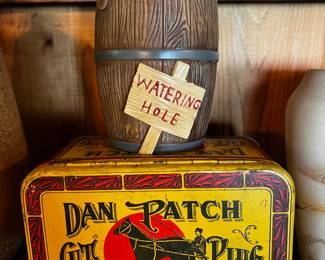 WATERING
HOLE
DAN PATCH
CUT PLUG